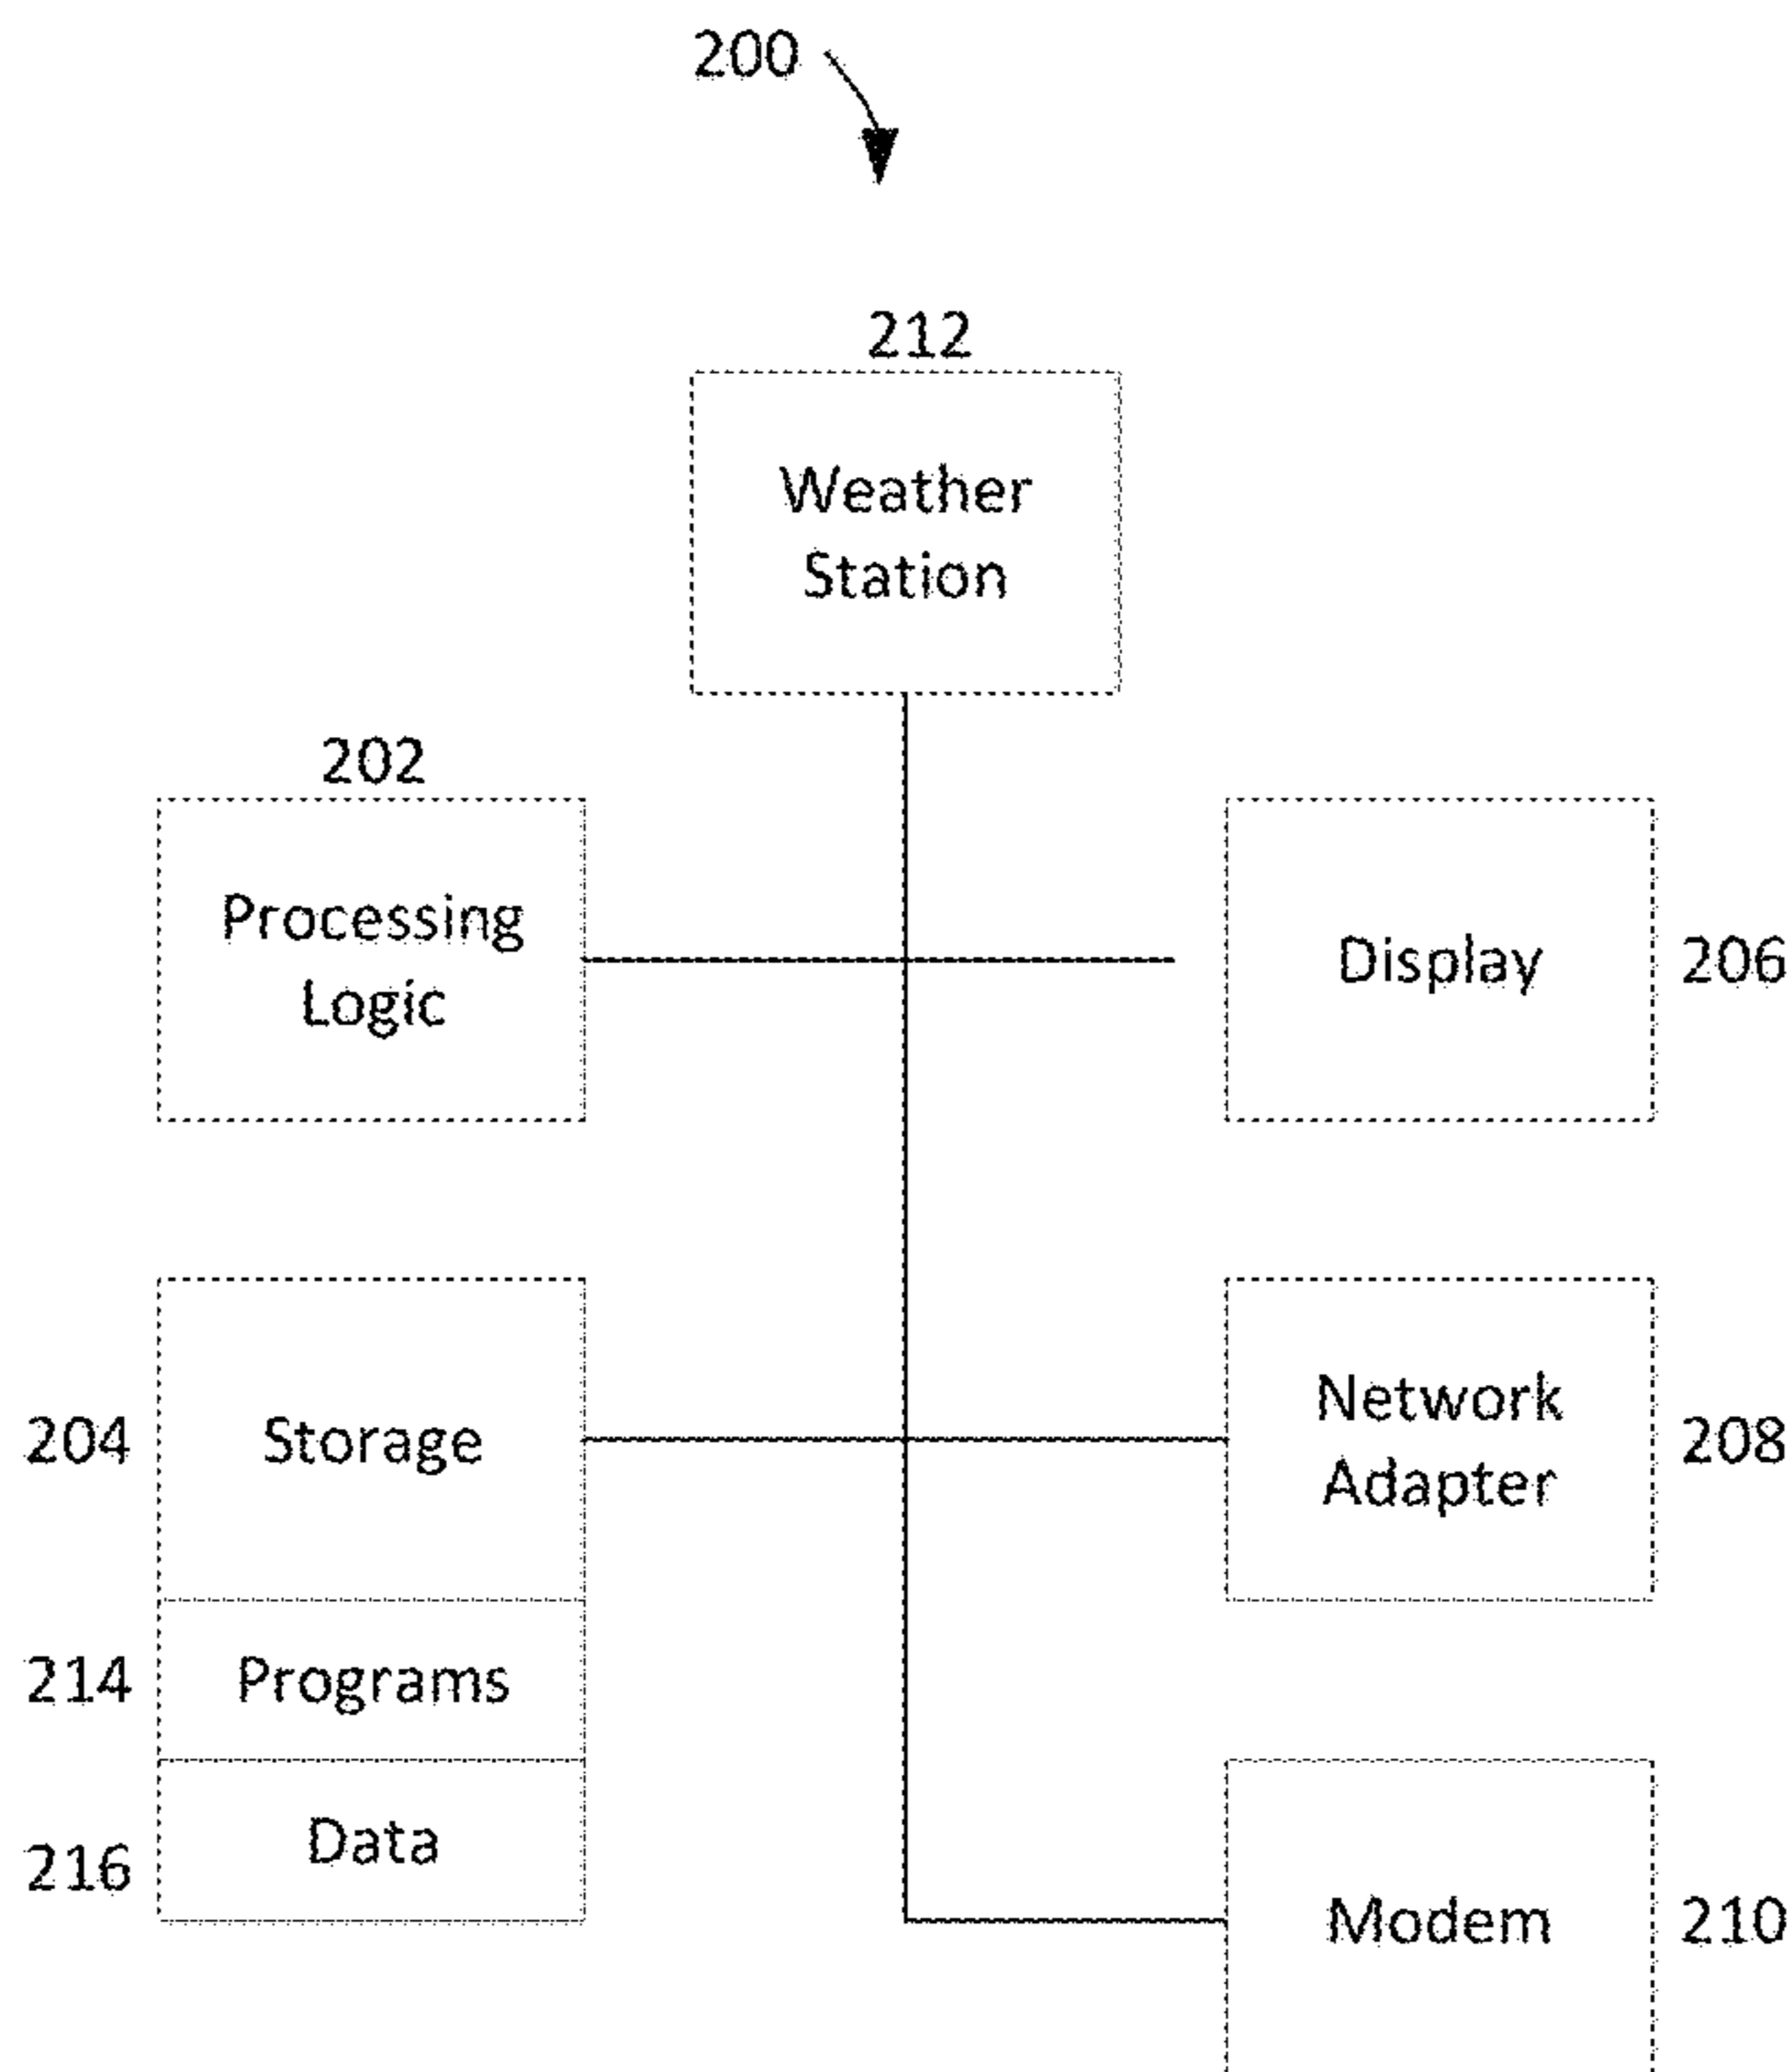 200
212
Weather
Station
202
Processing
Logic
Display
206
204
Storage
Network
Adapter
208
214
Programs
216
Data
Modem
210